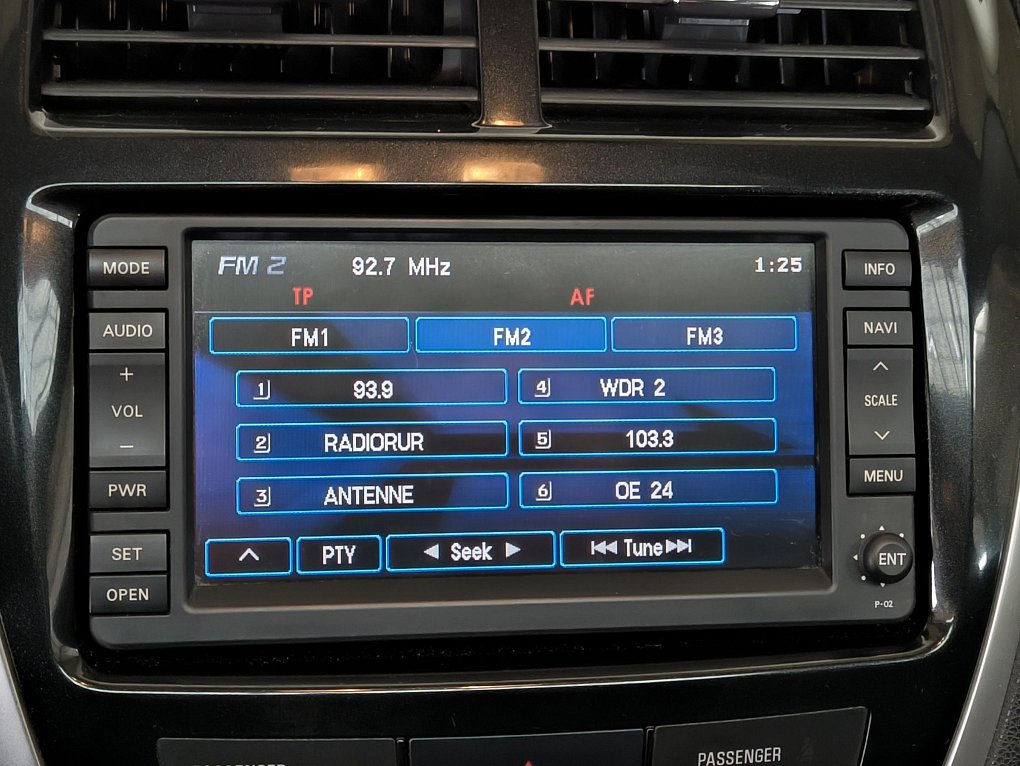 FM 2 92.7 MHz 1:25
TP AF
FM1 FM2 FM3
1 93.9 4 WDR 2
2 RADIORUR 5 103.3
3 ANTENNE 6 OE 24
PTY Seek Tune
MODE
AUDIO
+
VOL
−
PWR
SET
OPEN
INFO
NAVI
SCALE
MENU
ENT
P-02
PASSENGER
PASSENGER